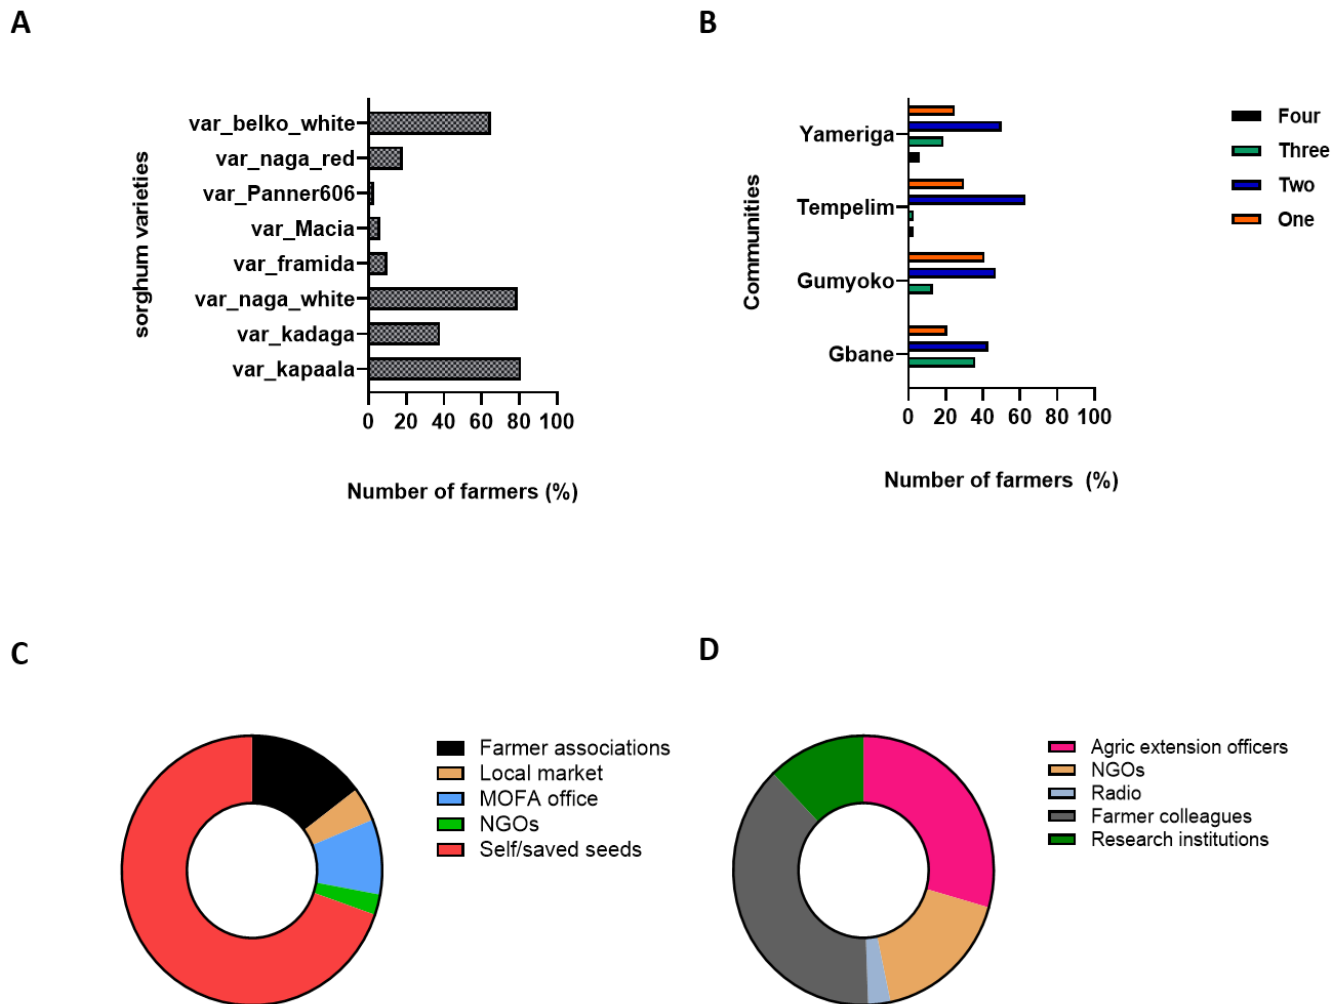 A
sorghum varieties
var_belko_white
var_naga_red
var_Panner606
var_Macia
var_framida
var_naga_white
var_kadaga
var_kapaala
0 20 40 60 80 100
Number of farmers (%)
B
Communities
Yameriga
Tempelim
Gumyoko
Gbane
0 20 40 60 80 100
Number of farmers (%)
Four
Three
Two
One
C
Farmer associations
Local market
MOFA office
NGOs
Self/saved seeds
D
Agric extension officers
NGOs
Radio
Farmer colleagues
Research institutions